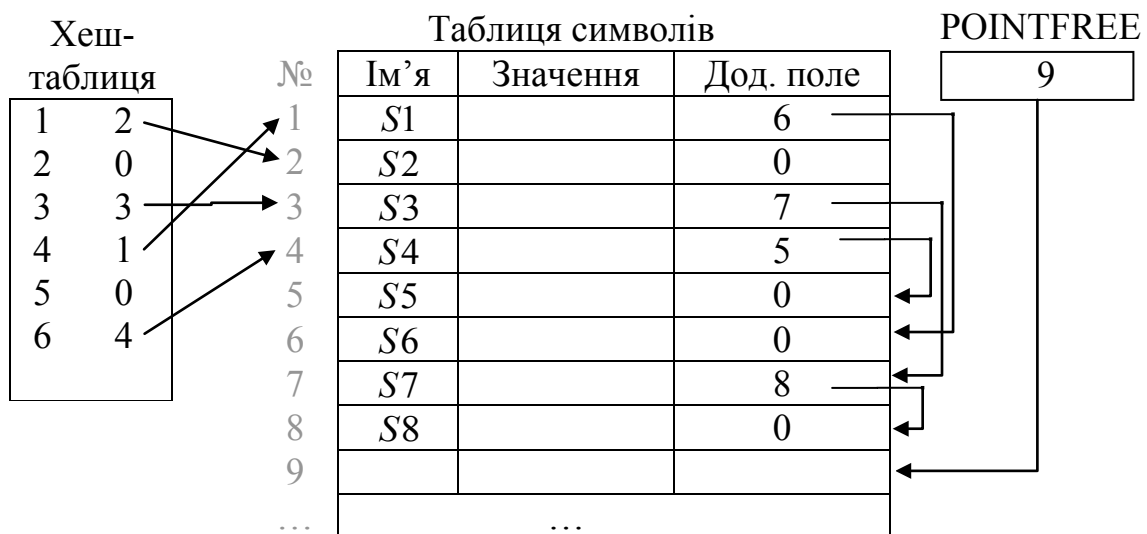 Хеш-
таблиця
Таблиця символів
POINTFREE
№ Ім’я Значення Дод. поле
9
1 2
2 0
3 3
4 1
5 0
6 4
1 S1 6
2 S2 0
3 S3 7
4 S4 5
5 S5 0
6 S6 0
7 S7 8
8 S8 0
9
… …